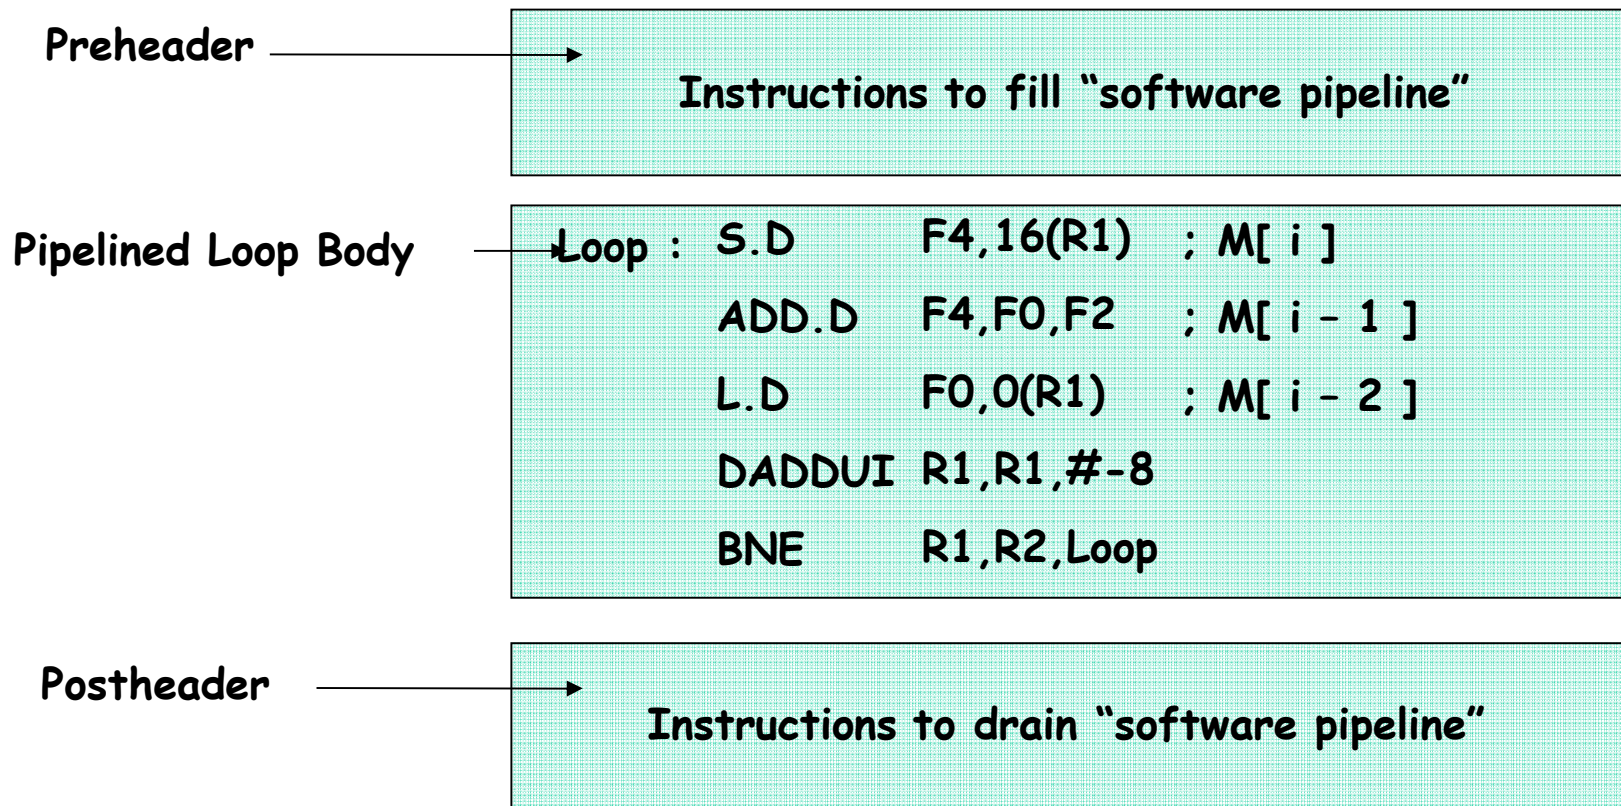 Preheader
Instructions to fill “software pipeline”
Pipelined Loop Body
Loop : S.D F4,16(R1) ; M[ i ]
ADD.D F4,F0,F2 ; M[ i – 1 ]
L.D F0,0(R1) ; M[ i – 2 ]
DADDUI R1,R1,#-8
BNE R1,R2,Loop
Postheader
Instructions to drain “software pipeline”